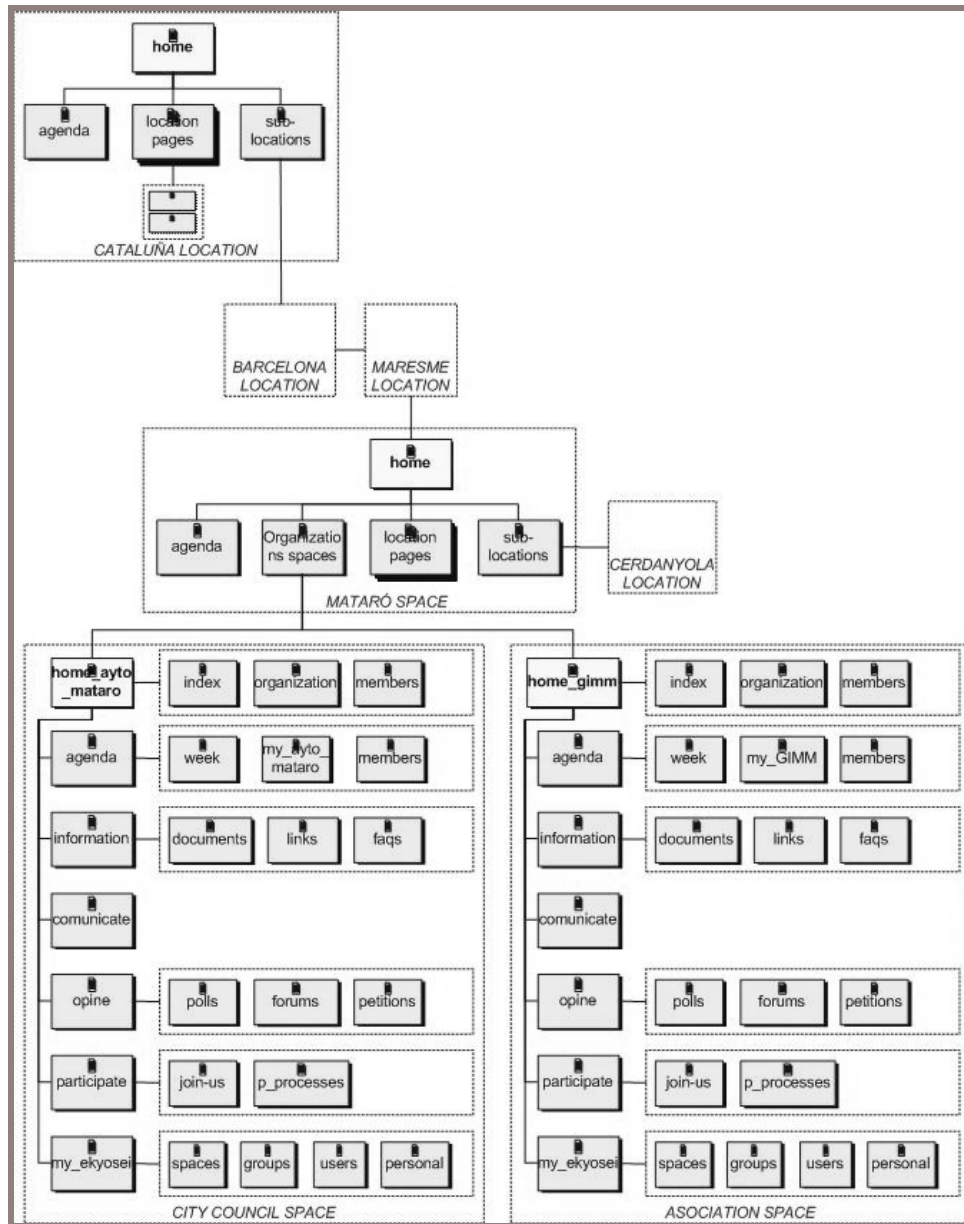 home
agenda
location
pages
sub-
locations
CATALUÑA LOCATION
BARCELONA
LOCATION
MARESME
LOCATION
home
agenda
Organizatio
ns spaces
location
pages
sub-
locations
CERDANYOLA
LOCATION
MATARÓ SPACE
home_ayto
_mataro
index
organization
members
agenda
week
my_ayto_
mataro
members
information
documents
links
faqs
comunicate
opine
polls
forums
petitions
participate
join-us
p_processes
my_ekyosei
spaces
groups
users
personal
CITY COUNCIL SPACE
home_gimm
index
organization
members
agenda
week
my_GIMM
members
information
documents
links
faqs
comunicate
opine
polls
forums
petitions
participate
join-us
p_processes
my_ekyosei
spaces
groups
users
personal
ASOCIATION SPACE